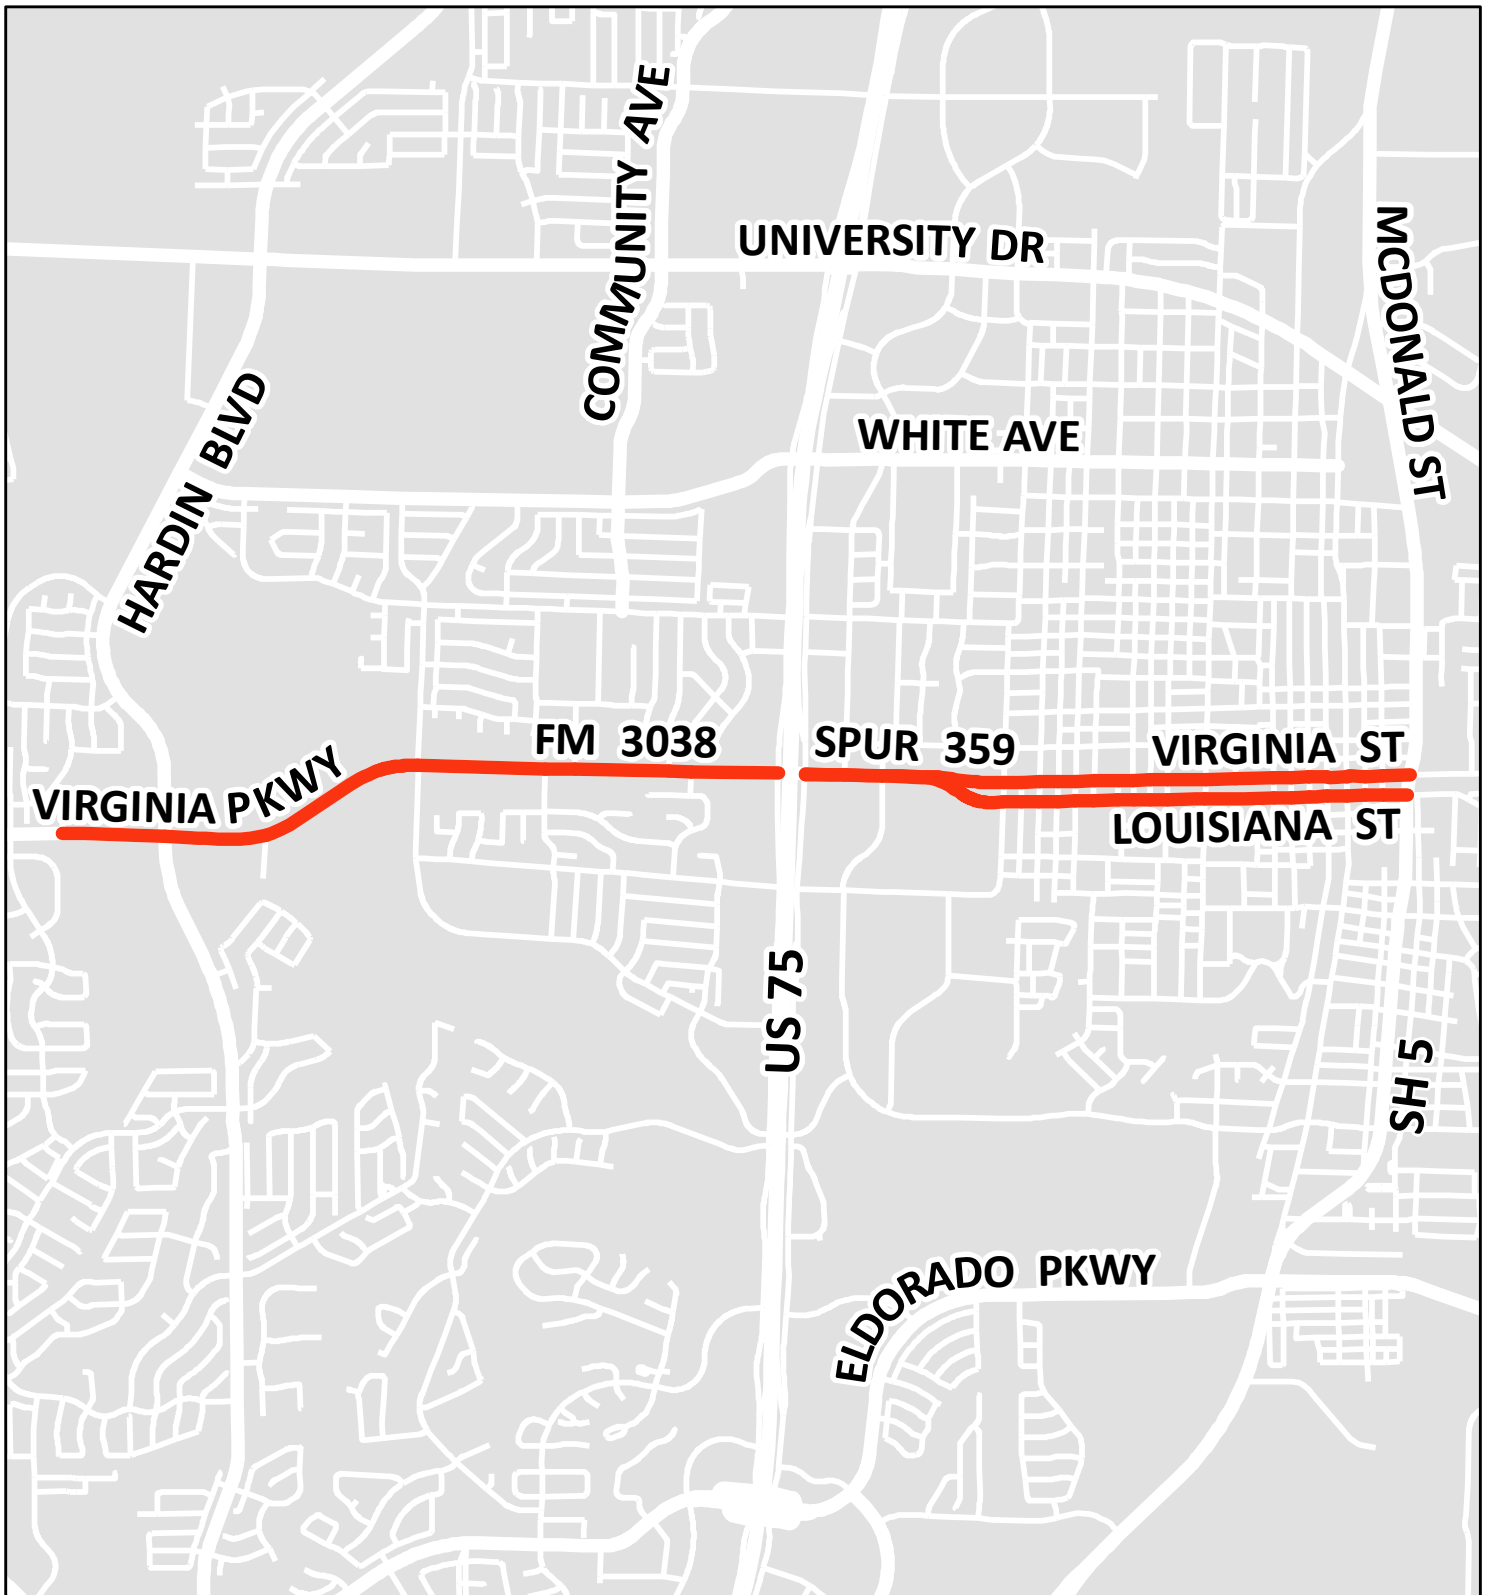 COMMUNITY AVE
UNIVERSITY DR
MCDONALD ST
HARDIN BLVD
WHITE AVE
FM 3038
SPUR 359
VIRGINIA ST
VIRGINIA PKWY
LOUISIANA ST
US 75
SH 5
ELDORADO PKWY